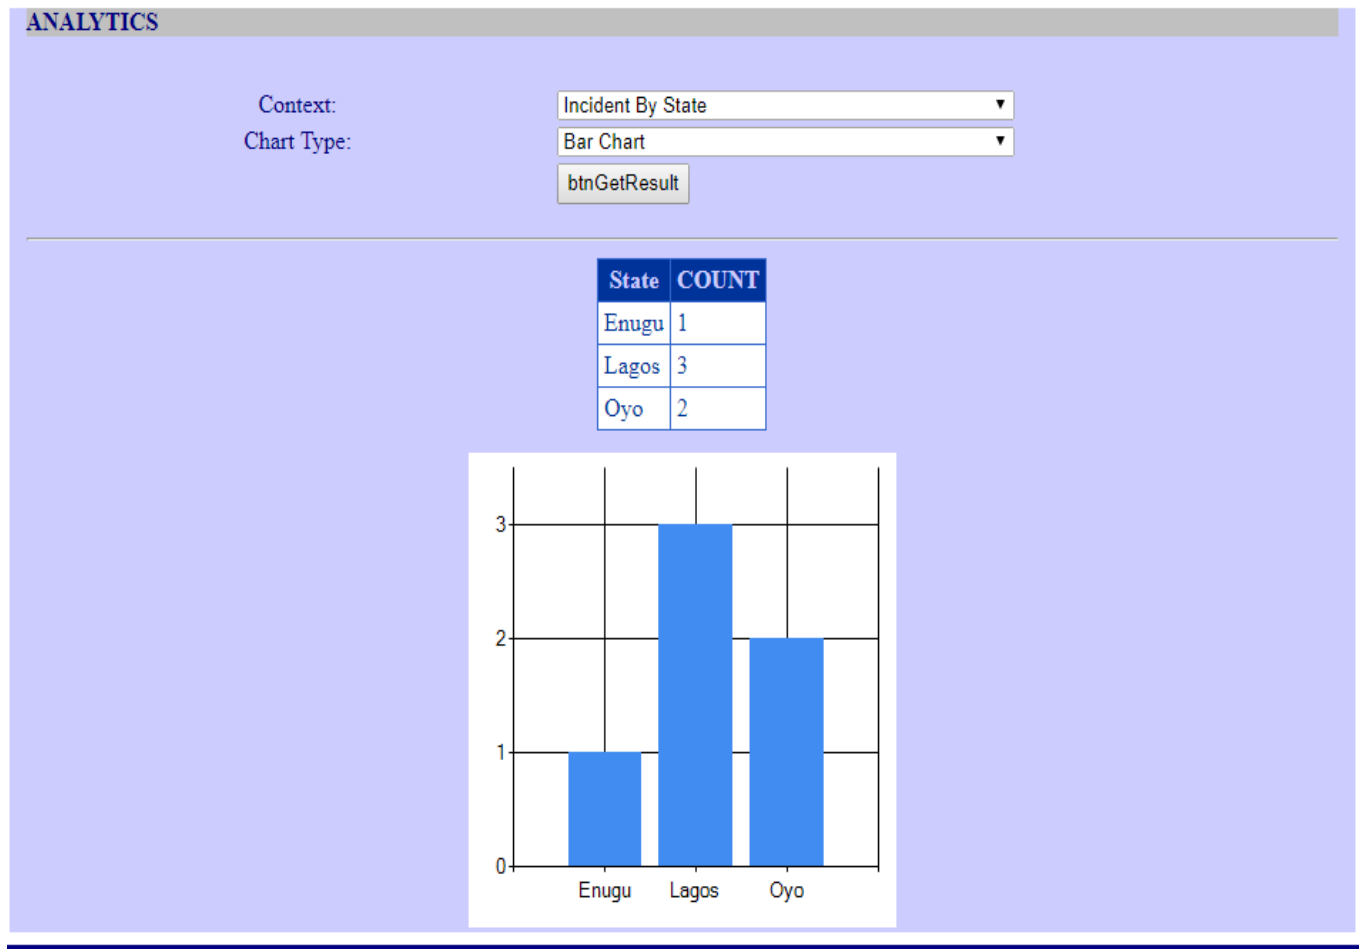 ANALYTICS
Context: Incident By State
Chart Type: Bar Chart
btnGetResult
State COUNT
Enugu 1
Lagos 3
Oyo 2
3
2
1
0
Enugu Lagos Oyo